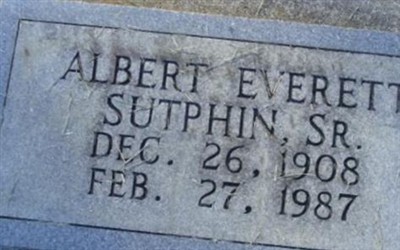 ALBERT EVERETT
SUTPHIN, SR.
DEC. 26, 1908
FEB. 27, 1987